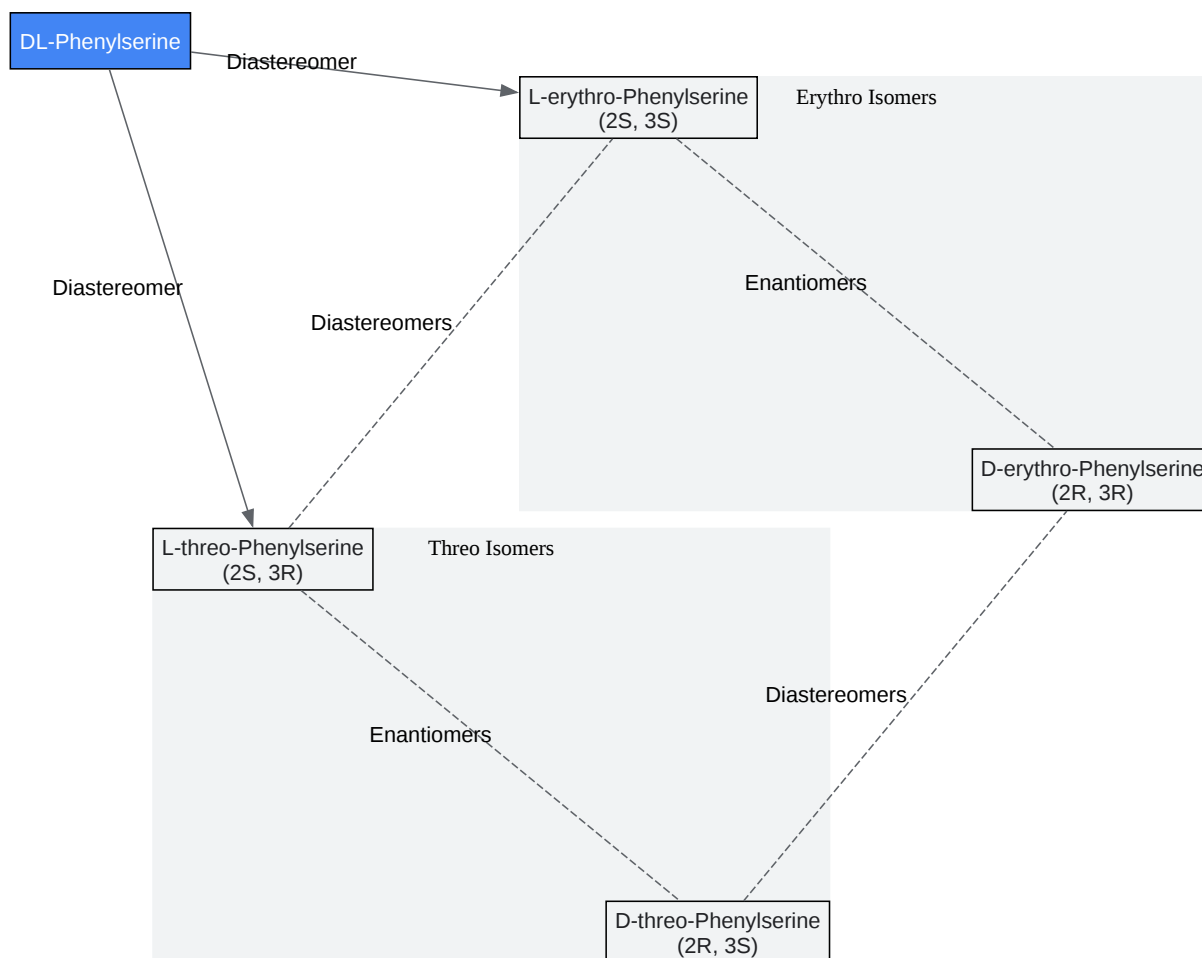 DL-Phenylserine
Diastereomer
L-erythro-Phenylserine
(2S, 3S)
Erythro Isomers
Diastereomer
Diastereomers
Enantiomers
D-erythro-Phenylserine
(2R, 3R)
L-threo-Phenylserine
(2S, 3R)
Threo Isomers
Diastereomers
Enantiomers
D-threo-Phenylserine
(2R, 3S)